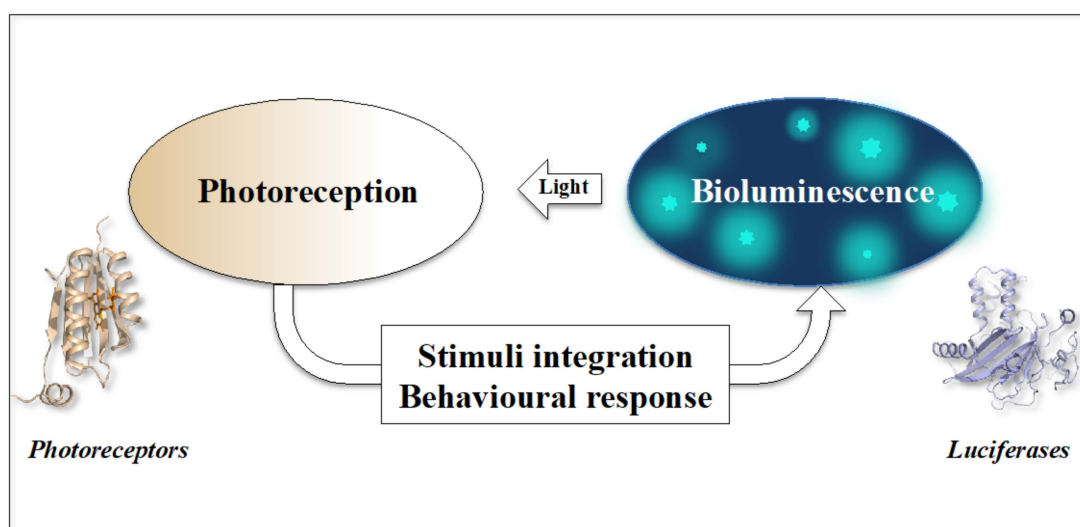 Photoreception
Light
Bioluminescence
Stimuli integration
Behavioural response
Photoreceptors
Luciferases